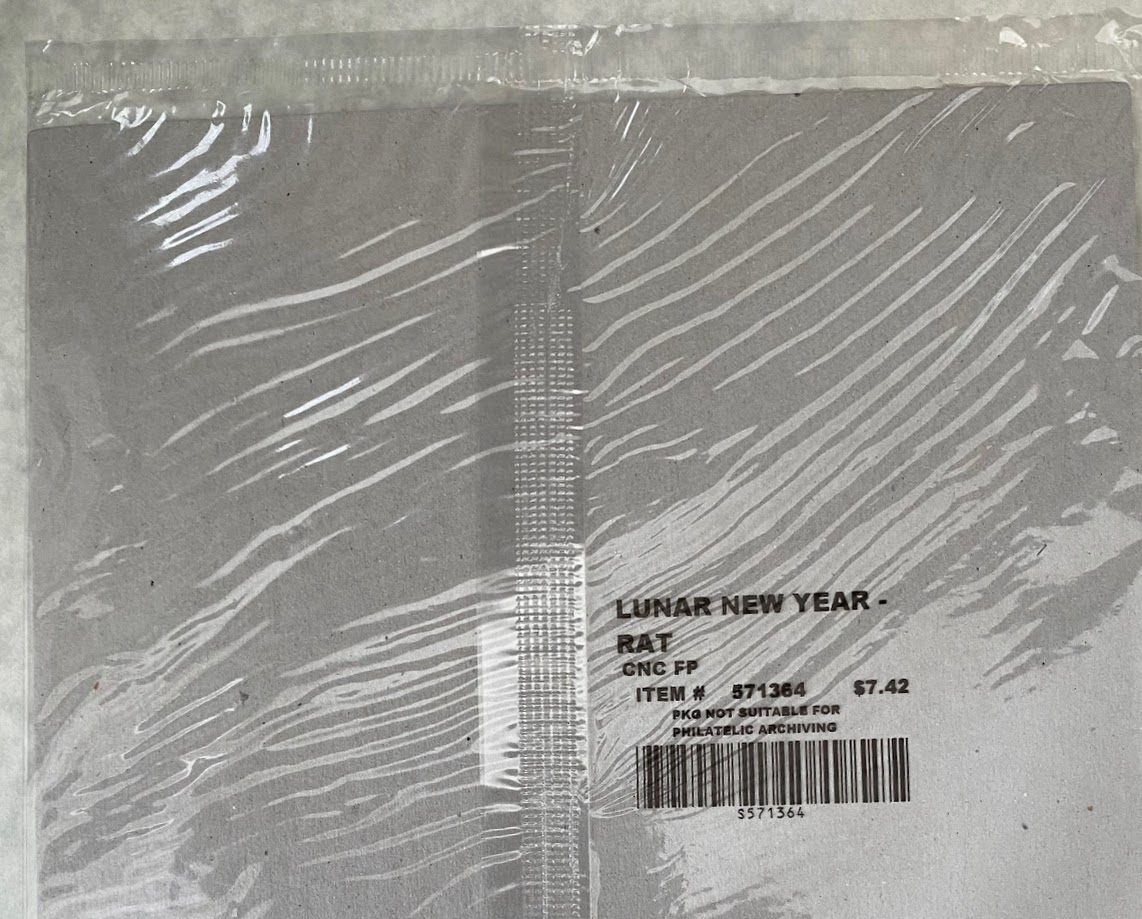 LUNAR NEW YEAR -
RAT
CNC FP
ITEM # 571364 $7.42
PKG NOT SUITABLE FOR
PHILATELIC ARCHIVING
S571364